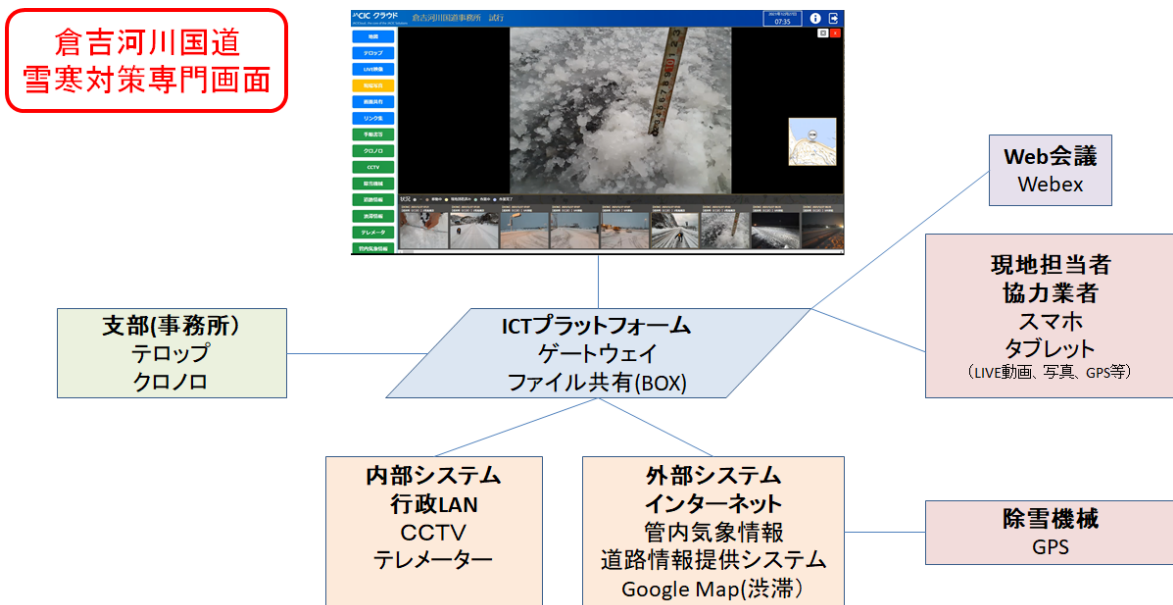 倉吉河川国道
雪寒対策専門画面
CIC クラウド
倉吉河川国道事務所 試行
07:35
地図
テロップ
LIVE映像
リンク集
クロノロ
CCTV
テレメータ
Web会議
Webex
現地担当者
協力業者
スマホ
タブレット
（LIVE動画、写真、GPS等）
支部(事務所）
テロップ
クロノロ
ICTプラットフォーム
ゲートウェイ
ファイル共有(BOX)
内部システム
行政LAN
CCTV
テレメーター
外部システム
インターネット
管内気象情報
道路情報提供システム
Google Map(渋滞）
除雪機械
GPS